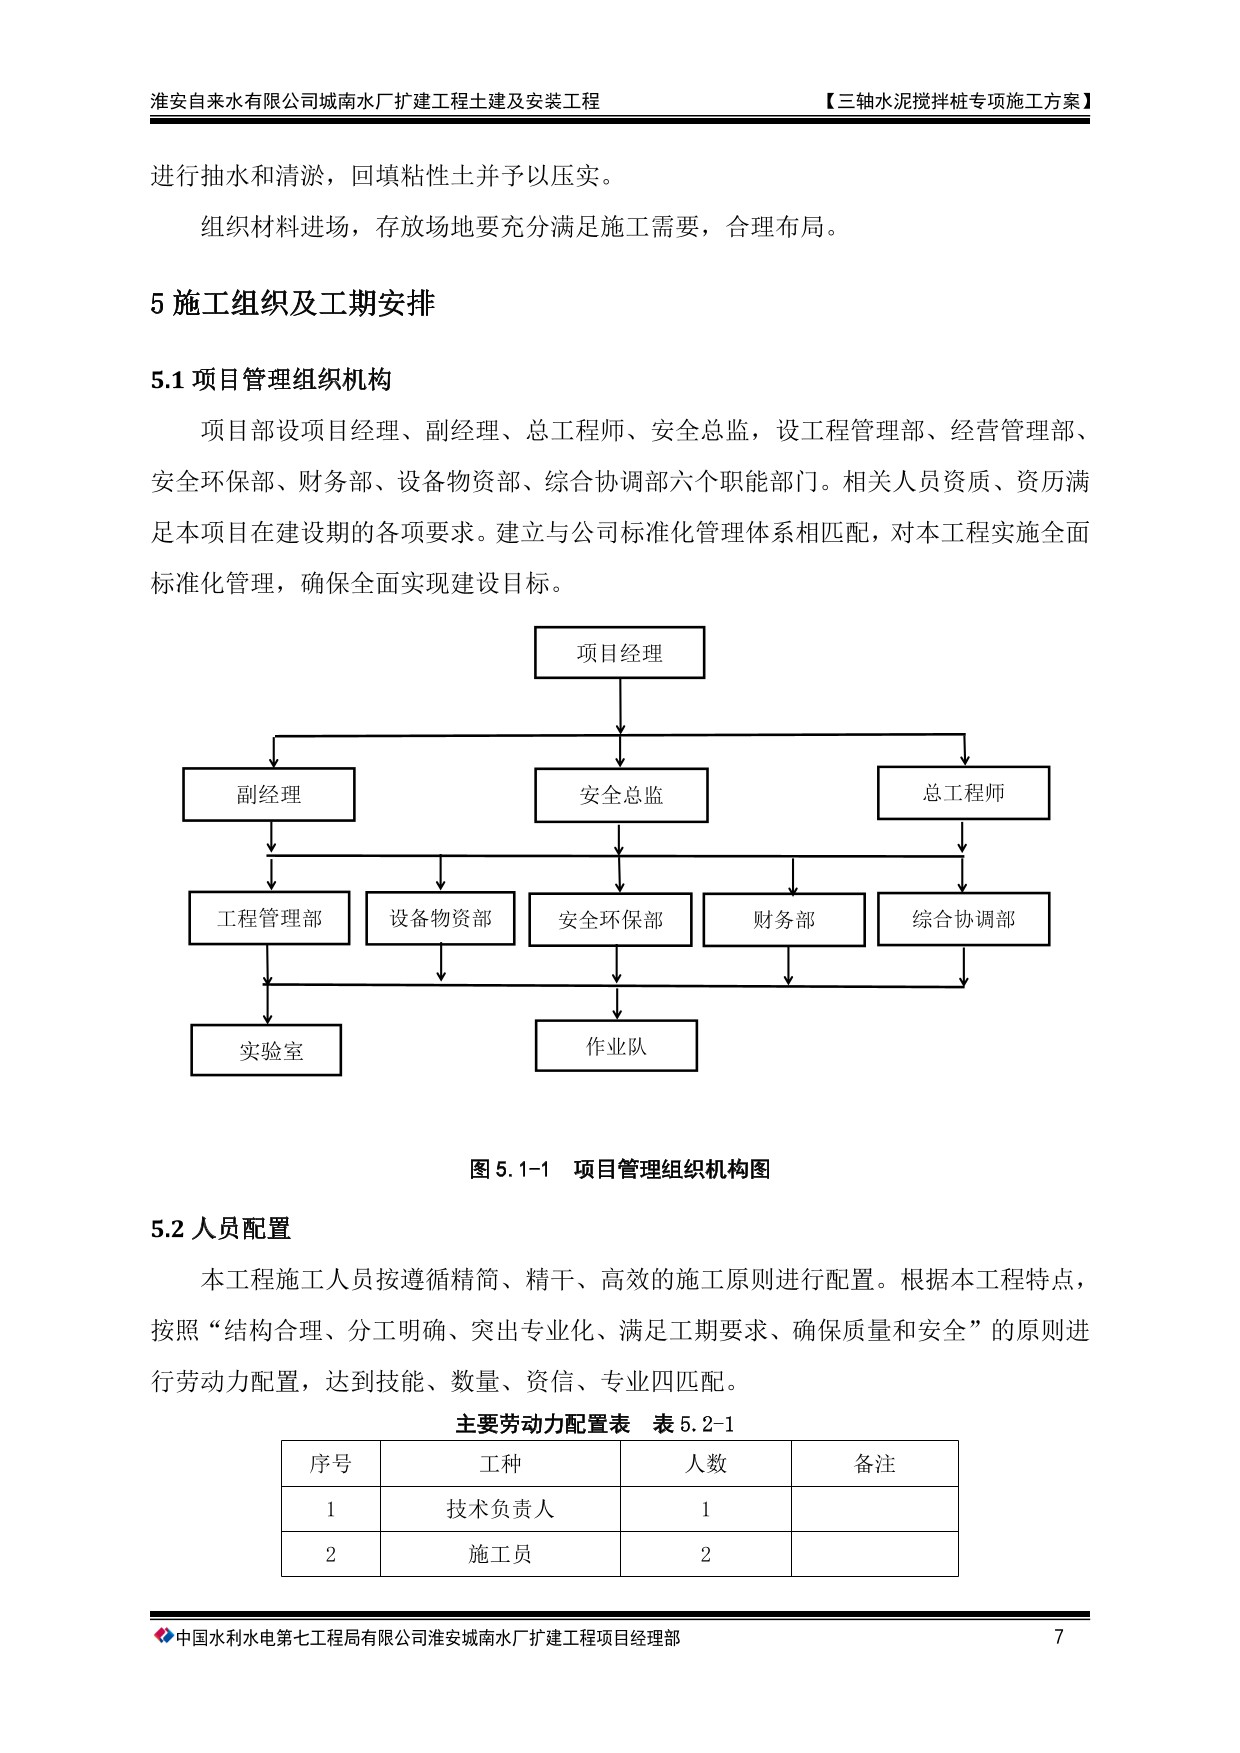 淮安自来水有限公司城南水厂扩建工程土建及安装工程 【三轴水泥搅拌桩专项施工方案】
进行抽水和清淤，回填粘性土并予以压实。
组织材料进场，存放场地要充分满足施工需要，合理布局。
5 施工组织及工期安排
5.1 项目管理组织机构
项目部设项目经理、副经理、总工程师、安全总监，设工程管理部、经营管理部、
安全环保部、财务部、设备物资部、综合协调部六个职能部门。相关人员资质、资历满
足本项目在建设期的各项要求。建立与公司标准化管理体系相匹配，对本工程实施全面
标准化管理，确保全面实现建设目标。
项目经理
副经理 安全总监 总工程师
工程管理部 设备物资部 安全环保部 财务部 综合协调部
实验室 作业队
图 5.1-1 项目管理组织机构图
5.2 人员配置
本工程施工人员按遵循精简、精干、高效的施工原则进行配置。根据本工程特点，
按照“结构合理、分工明确、突出专业化、满足工期要求、确保质量和安全”的原则进
行劳动力配置，达到技能、数量、资信、专业四匹配。
主要劳动力配置表 表 5.2-1
序号 工种 人数 备注
1 技术负责人 1
2 施工员 2
中国水利水电第七工程局有限公司淮安城南水厂扩建工程项目经理部 7